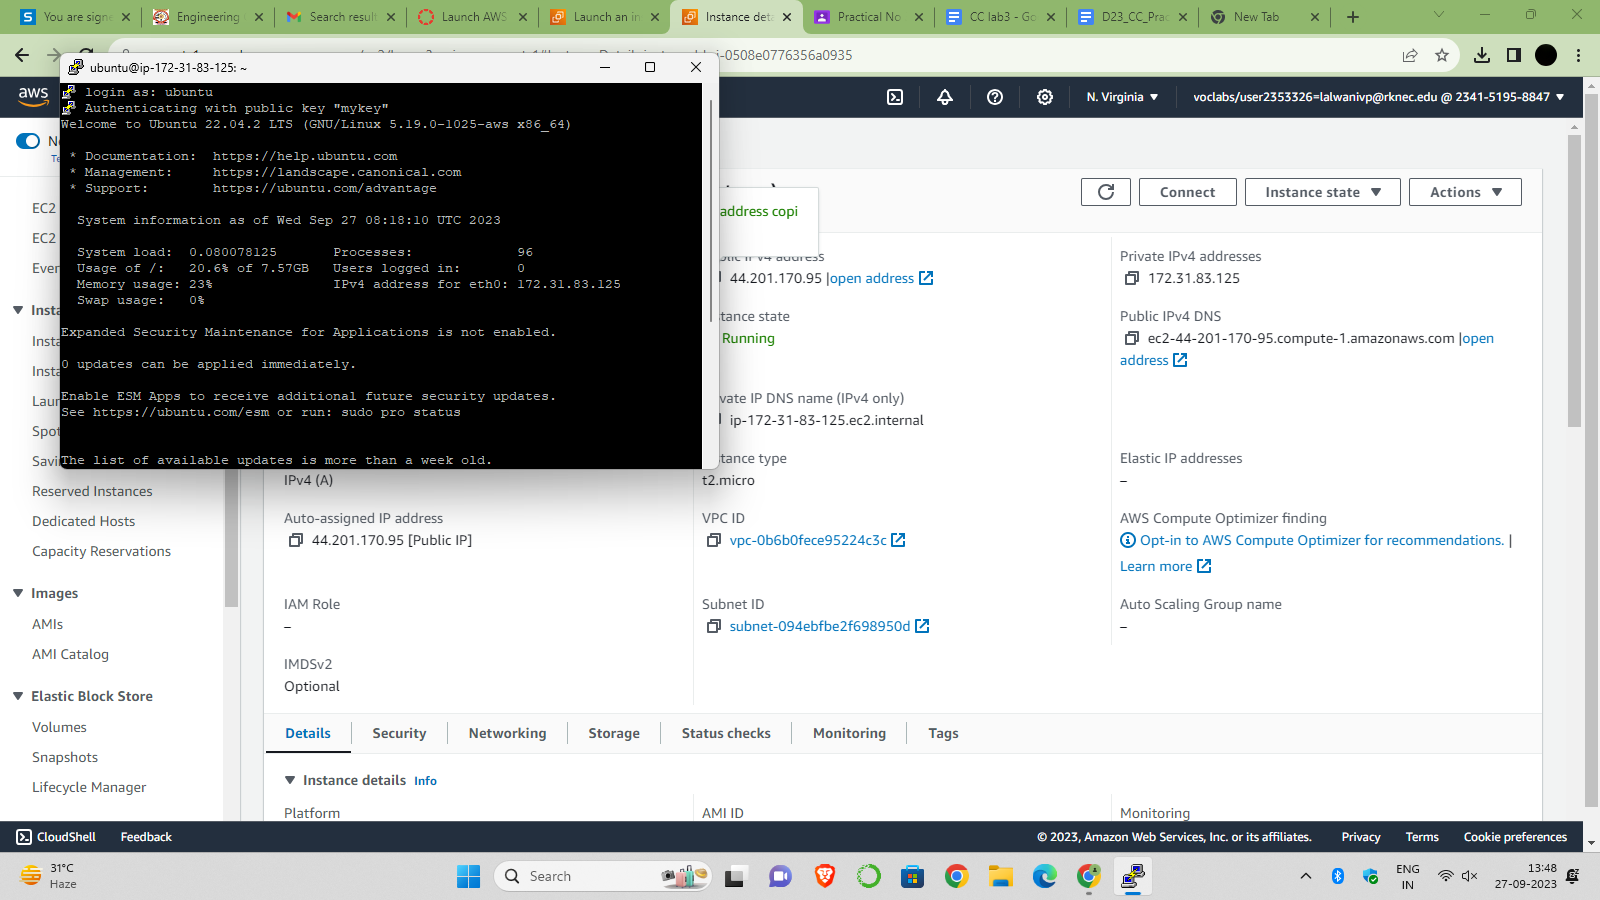 You are signe
Engineering
Search result
Launch AWS
Launch an in
Instance deta
Practical No
CC lab3 - Go
D23_CC_Prac
New Tab
i-0508e0776356a0935
ubuntu@ip-172-31-83-125: ~
login as: ubuntu
Authenticating with public key "mykey"
Welcome to Ubuntu 22.04.2 LTS (GNU/Linux 5.19.0-1025-aws x86_64)
* Documentation: https://help.ubuntu.com
* Management: https://landscape.canonical.com
* Support: https://ubuntu.com/advantage
System information as of Wed Sep 27 08:18:10 UTC 2023
System load: 0.080078125 Processes: 96
Usage of /: 20.6% of 7.57GB Users logged in: 0
Memory usage: 23% IPv4 address for eth0: 172.31.83.125
Swap usage: 0%
Expanded Security Maintenance for Applications is not enabled.
0 updates can be applied immediately.
Enable ESM Apps to receive additional future security updates.
See https://ubuntu.com/esm or run: sudo pro status
The list of available updates is more than a week old.
aws
N. Virginia
voclabs/user2353326=lalwanivp@rknec.edu @ 2341-5195-8847
EC2
EC2
Insta
Spot
Reserved Instances
Dedicated Hosts
Capacity Reservations
Images
AMIs
AMI Catalog
Elastic Block Store
Volumes
Snapshots
Lifecycle Manager
Connect
Instance state
Actions
address copi
44.201.170.95 |open address
Private IPv4 addresses
172.31.83.125
stance state
Running
Public IPv4 DNS
ec2-44-201-170-95.compute-1.amazonaws.com |open
address
vate IP DNS name (IPv4 only)
ip-172-31-83-125.ec2.internal
IPv4 (A)
stance type
t2.micro
Elastic IP addresses
–
Auto-assigned IP address
44.201.170.95 [Public IP]
VPC ID
vpc-0b6b0fece95224c3c
AWS Compute Optimizer finding
Opt-in to AWS Compute Optimizer for recommendations. |
Learn more
IAM Role
–
Subnet ID
subnet-094ebfbe2f698950d
Auto Scaling Group name
–
IMDSv2
Optional
Details Security Networking Storage Status checks Monitoring Tags
Instance details Info
Platform
AMI ID
Monitoring
CloudShell Feedback
© 2023, Amazon Web Services, Inc. or its affiliates. Privacy Terms Cookie preferences
31°C
Haze
Search
ENG
IN
13:48
27-09-2023